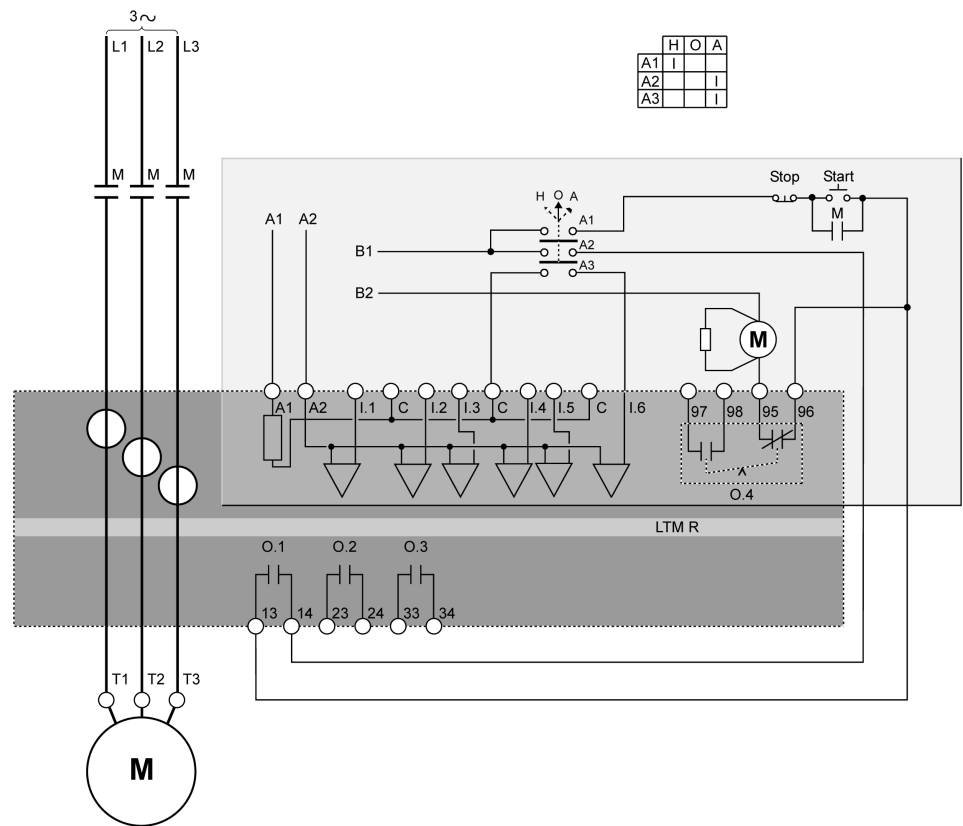 3∼
L1 L2 L3
H O A
A1 I
A2 I
A3 I
M M M
Stop Start
H O A
M
A1 A2
A1
B1
A2
A3
B2
M
A1 A2 I.1 C I.2 I.3 C I.4 I.5 C I.6 97 98 95 96
O.4
LTM R
O.1 O.2 O.3
13 14 23 24 33 34
T1 T2 T3
M